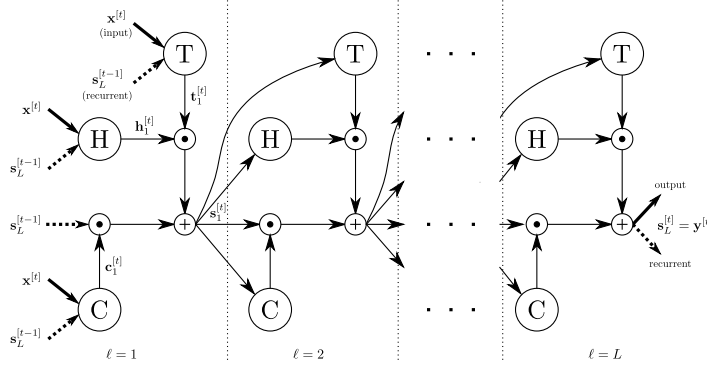 x^[t]
(input)
T
s_L^[t−1]
(recurrent)
t_1^[t]
x^[t]
H
h_1^[t]
s_L^[t−1]
s_L^[t−1]
+
s_1^[t]
c_1^[t]
x^[t]
C
s_L^[t−1]
ℓ = 1
T
H
+
C
ℓ = 2
T
H
+
output
s_L^[t] = y^[
recurrent
C
ℓ = L